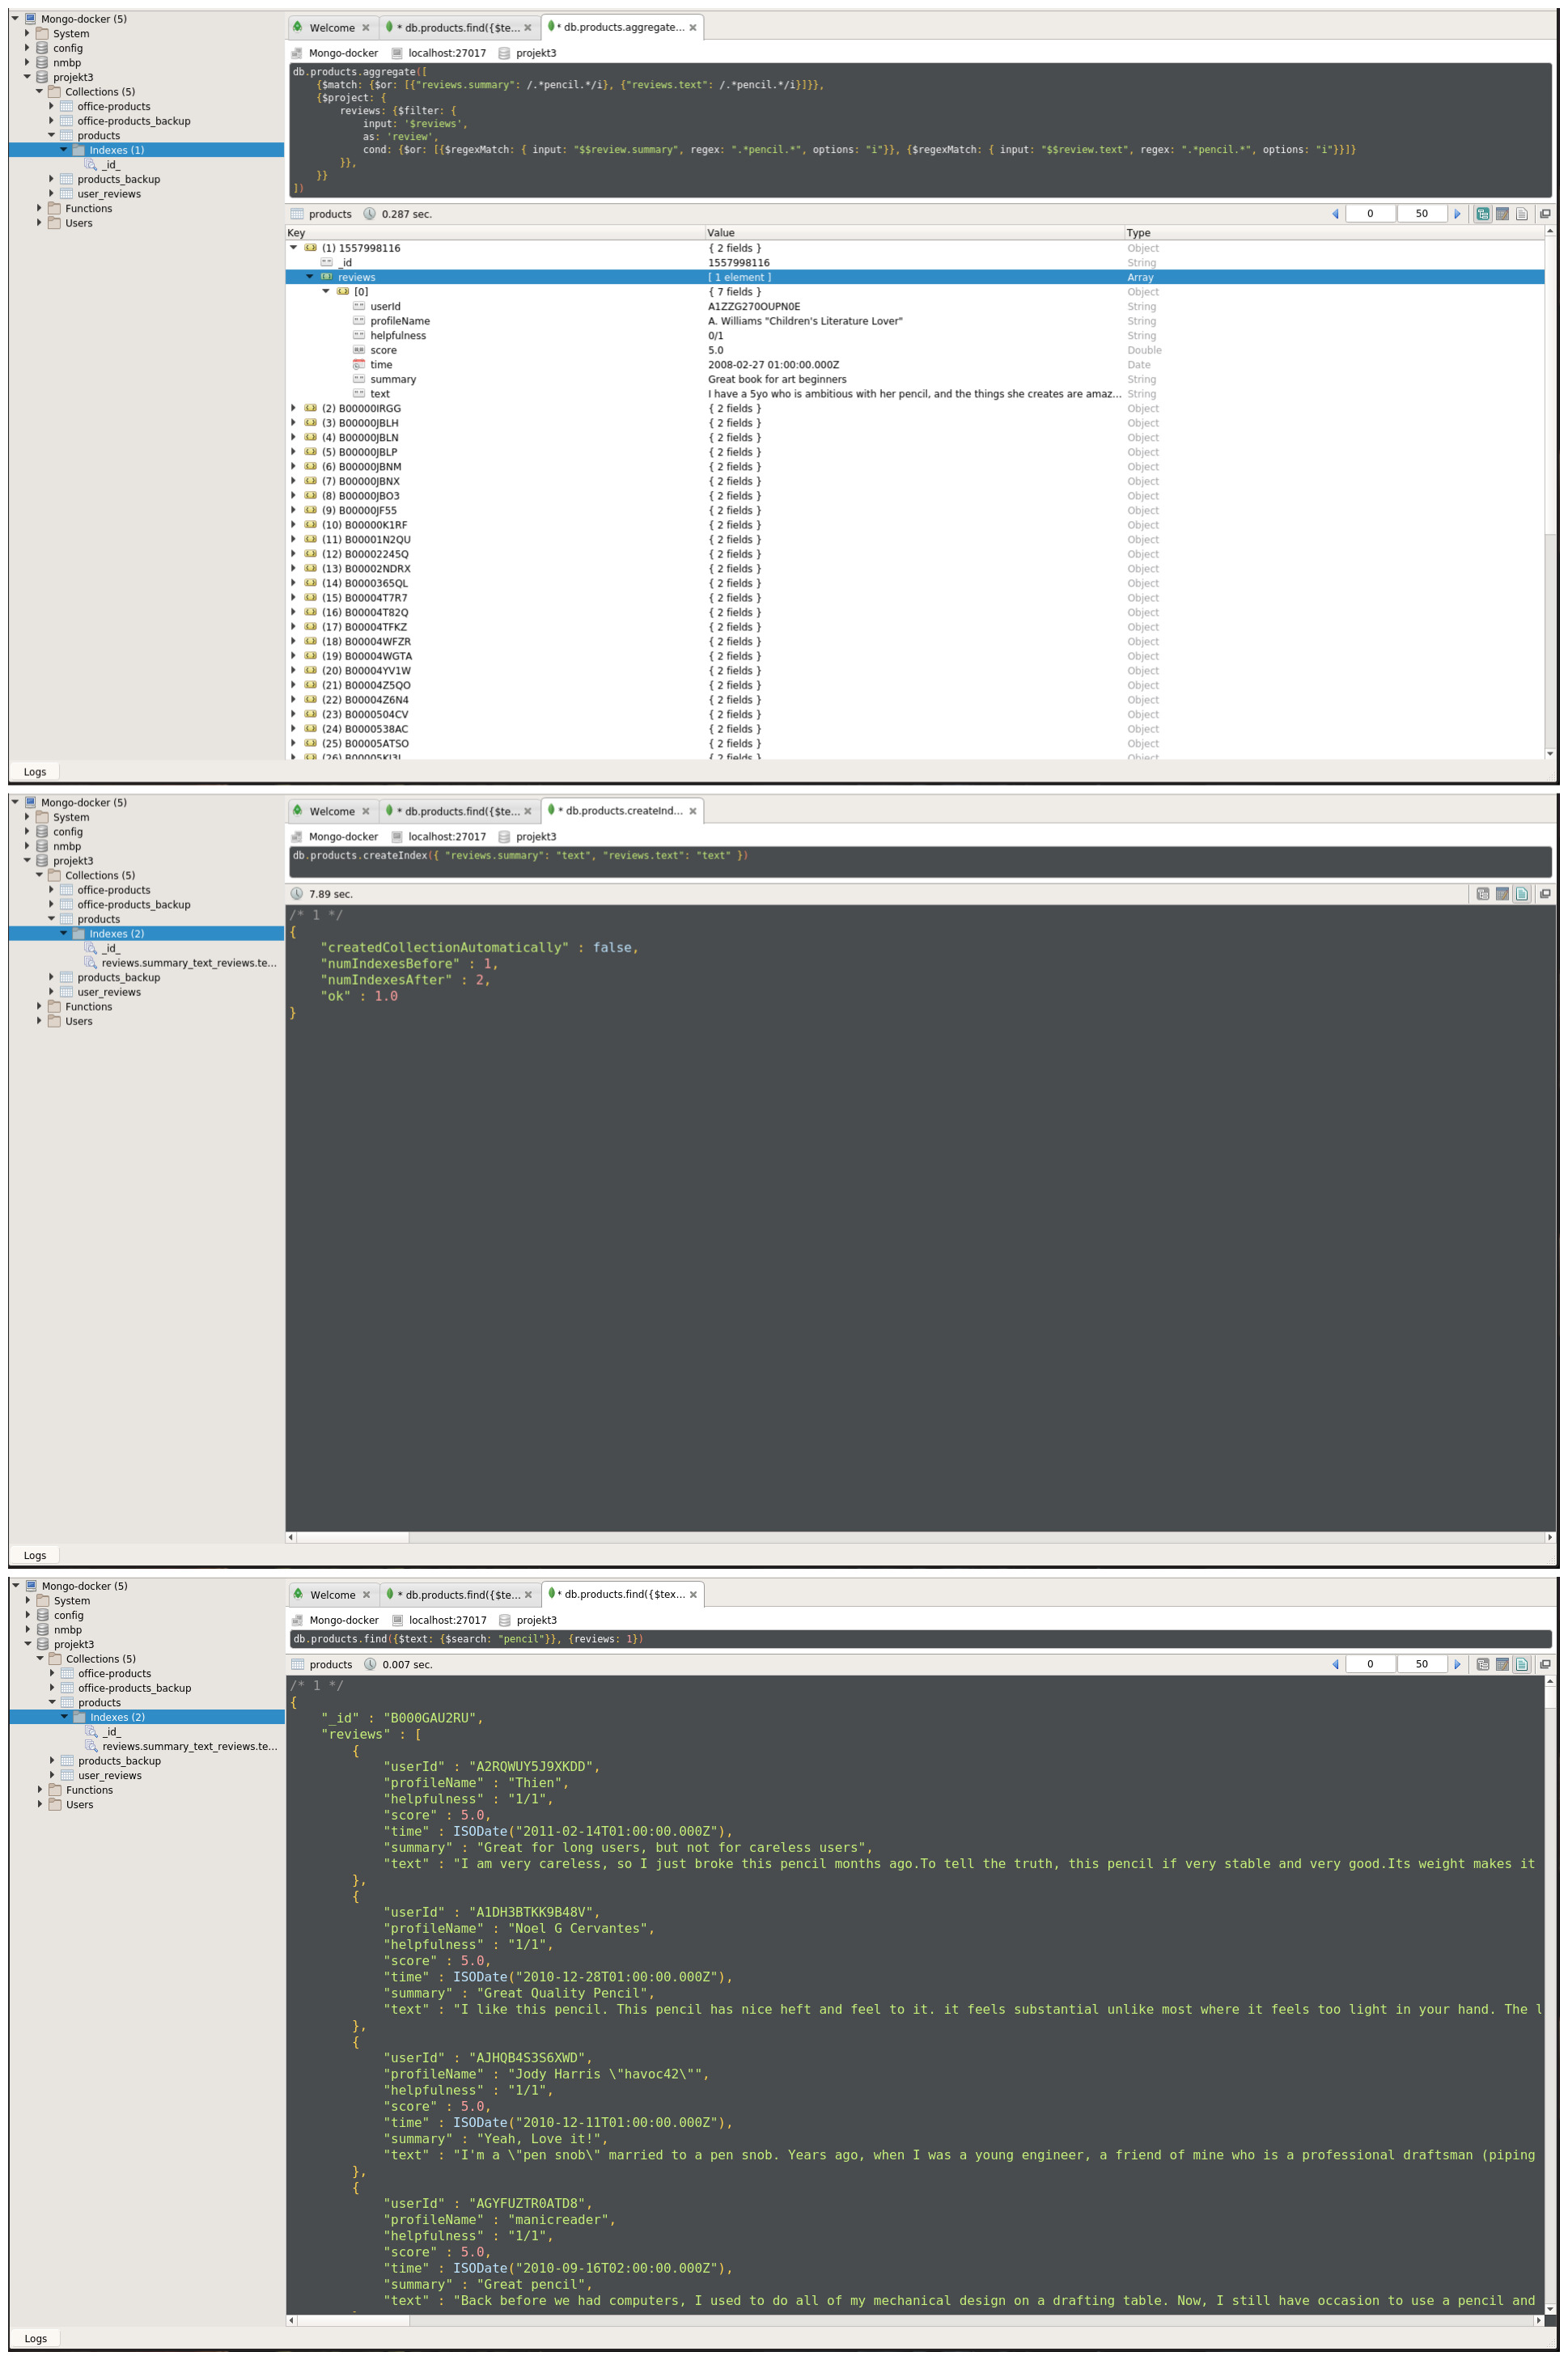 Mongo-docker (5)
System
config
nmbp
projekt3
Collections (5)
office-products
office-products_backup
products
Indexes (1)
_id_
products_backup
user_reviews
Functions
Users
Welcome
* db.products.find({$te...
* db.products.aggregate...
Mongo-docker localhost:27017 projekt3
db.products.aggregate([
{$match: {$or: [{"reviews.summary": /.*pencil.*/i}, {"reviews.text": /.*pencil.*/i}]}},
{$project: {
reviews: {$filter: {
input: '$reviews',
as: 'review',
cond: {$or: [{$regexMatch: { input: "$$review.summary", regex: ".*pencil.*", options: "i"}}, {$regexMatch: { input: "$$review.text", regex: ".*pencil.*", options: "i"}}]}
}},
}}
])
products 0.287 sec. 0 50
Key Value Type
(1) 1557998116 { 2 fields } Object
_id 1557998116 String
reviews [ 1 element ] Array
[0] { 7 fields } Object
userId A1ZZG270OUPN0E String
profileName A. Williams "Children's Literature Lover" String
helpfulness 0/1 String
score 5.0 Double
time 2008-02-27 01:00:00.000Z Date
summary Great book for art beginners String
text I have a 5yo who is ambitious with her pencil, and the things she creates are amaz... String
(2) B00000IRGG { 2 fields } Object
(3) B00000JBLH { 2 fields } Object
(4) B00000JBLN { 2 fields } Object
(5) B00000JBLP { 2 fields } Object
(6) B00000JBNM { 2 fields } Object
(7) B00000JBNX { 2 fields } Object
(8) B00000JBO3 { 2 fields } Object
(9) B00000JF55 { 2 fields } Object
(10) B00000K1RF { 2 fields } Object
(11) B00001N2QU { 2 fields } Object
(12) B00002245Q { 2 fields } Object
(13) B00002NDRX { 2 fields } Object
(14) B0000365QL { 2 fields } Object
(15) B00004T7R7 { 2 fields } Object
(16) B00004T82Q { 2 fields } Object
(17) B00004TFKZ { 2 fields } Object
(18) B00004WFZR { 2 fields } Object
(19) B00004WGTA { 2 fields } Object
(20) B00004YV1W { 2 fields } Object
(21) B00004Z5QO { 2 fields } Object
(22) B00004Z6N4 { 2 fields } Object
(23) B0000504CV { 2 fields } Object
(24) B0000538AC { 2 fields } Object
(25) B00005ATSO { 2 fields } Object
Logs
Mongo-docker (5)
System
config
nmbp
projekt3
Collections (5)
office-products
office-products_backup
products
Indexes (2)
_id_
reviews.summary_text_reviews.te...
products_backup
user_reviews
Functions
Users
Welcome
* db.products.find({$te...
* db.products.createInd...
Mongo-docker localhost:27017 projekt3
db.products.createIndex({ "reviews.summary": "text", "reviews.text": "text" })
7.89 sec.
/* 1 */
{
"createdCollectionAutomatically" : false,
"numIndexesBefore" : 1,
"numIndexesAfter" : 2,
"ok" : 1.0
}
Logs
Mongo-docker (5)
System
config
nmbp
projekt3
Collections (5)
office-products
office-products_backup
products
Indexes (2)
_id_
reviews.summary_text_reviews.te...
products_backup
user_reviews
Functions
Users
Welcome
* db.products.find({$te...
* db.products.find({$tex...
Mongo-docker localhost:27017 projekt3
db.products.find({$text: {$search: "pencil"}}, {reviews: 1})
products 0.007 sec. 0 50
/* 1 */
{
"_id" : "B000GAU2RU",
"reviews" : [
{
"userId" : "A2RQWUY5J9XKDD",
"profileName" : "Thien",
"helpfulness" : "1/1",
"score" : 5.0,
"time" : ISODate("2011-02-14T01:00:00.000Z"),
"summary" : "Great for long users, but not for careless users",
"text" : "I am very careless, so I just broke this pencil months ago.To tell the truth, this pencil if very stable and very good.Its weight makes it
},
{
"userId" : "A1DH3BTKK9B48V",
"profileName" : "Noel G Cervantes",
"helpfulness" : "1/1",
"score" : 5.0,
"time" : ISODate("2010-12-28T01:00:00.000Z"),
"summary" : "Great Quality Pencil",
"text" : "I like this pencil. This pencil has nice heft and feel to it. it feels substantial unlike most where it feels too light in your hand. The l
},
{
"userId" : "AJHQB4S3S6XWD",
"profileName" : "Jody Harris \"havoc42\"",
"helpfulness" : "1/1",
"score" : 5.0,
"time" : ISODate("2010-12-11T01:00:00.000Z"),
"summary" : "Yeah, Love it!",
"text" : "I'm a \"pen snob\" married to a pen snob. Years ago, when I was a young engineer, a friend of mine who is a professional draftsman (piping
},
{
"userId" : "AGYFUZTR0ATD8",
"profileName" : "manicreader",
"helpfulness" : "1/1",
"score" : 5.0,
"time" : ISODate("2010-09-16T02:00:00.000Z"),
"summary" : "Great pencil",
"text" : "Back before we had computers, I used to do all of my mechanical design on a drafting table. Now, I still have occasion to use a pencil and
Logs